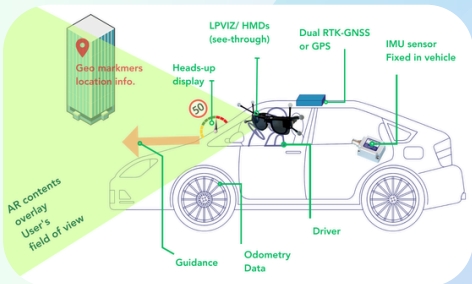 LPVIZ/ HMDs
(see-through)
Dual RTK-GNSS
or GPS
IMU sensor
Fixed in vehicle
Heads-up
display
Geo markmers
location info.
50
AR contents
overlay
User's
field of view
Guidance
Odometry
Data
Driver